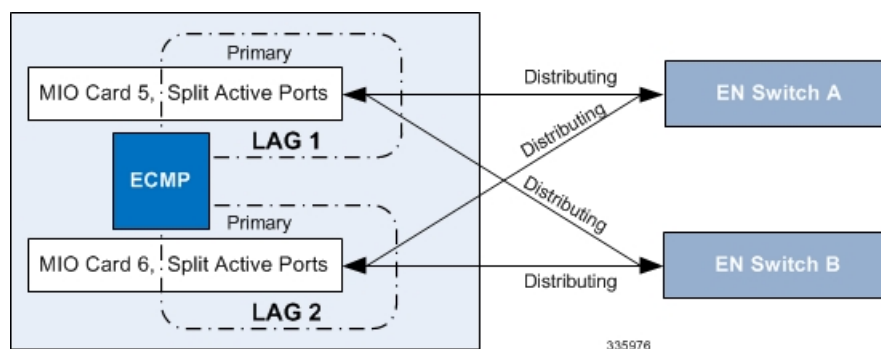 Primary
MIO Card 5, Split Active Ports
LAG 1
ECMP
Primary
MIO Card 6, Split Active Ports
LAG 2
Distributing
Distributing
Distributing
Distributing
EN Switch A
EN Switch B
335976